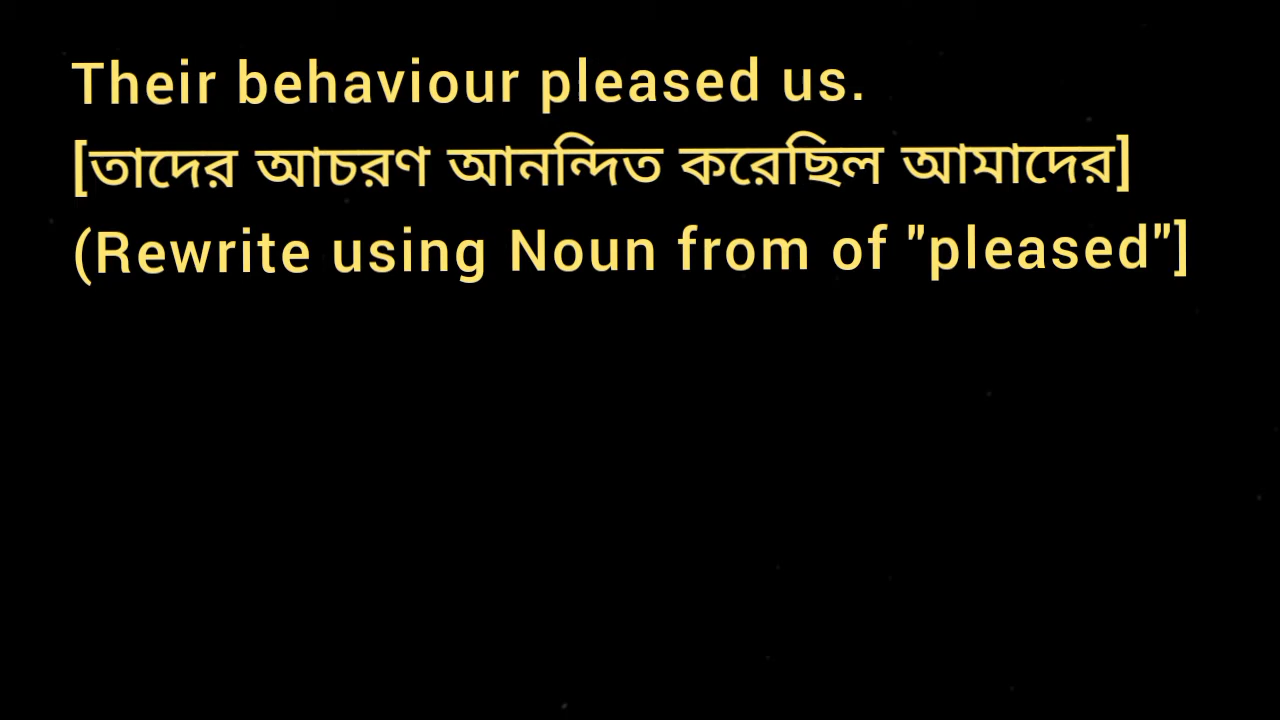 Their behaviour pleased us.
[তাদের আচরণ আনন্দিত করেছিল আমাদের]
(Rewrite using Noun from of "pleased"]